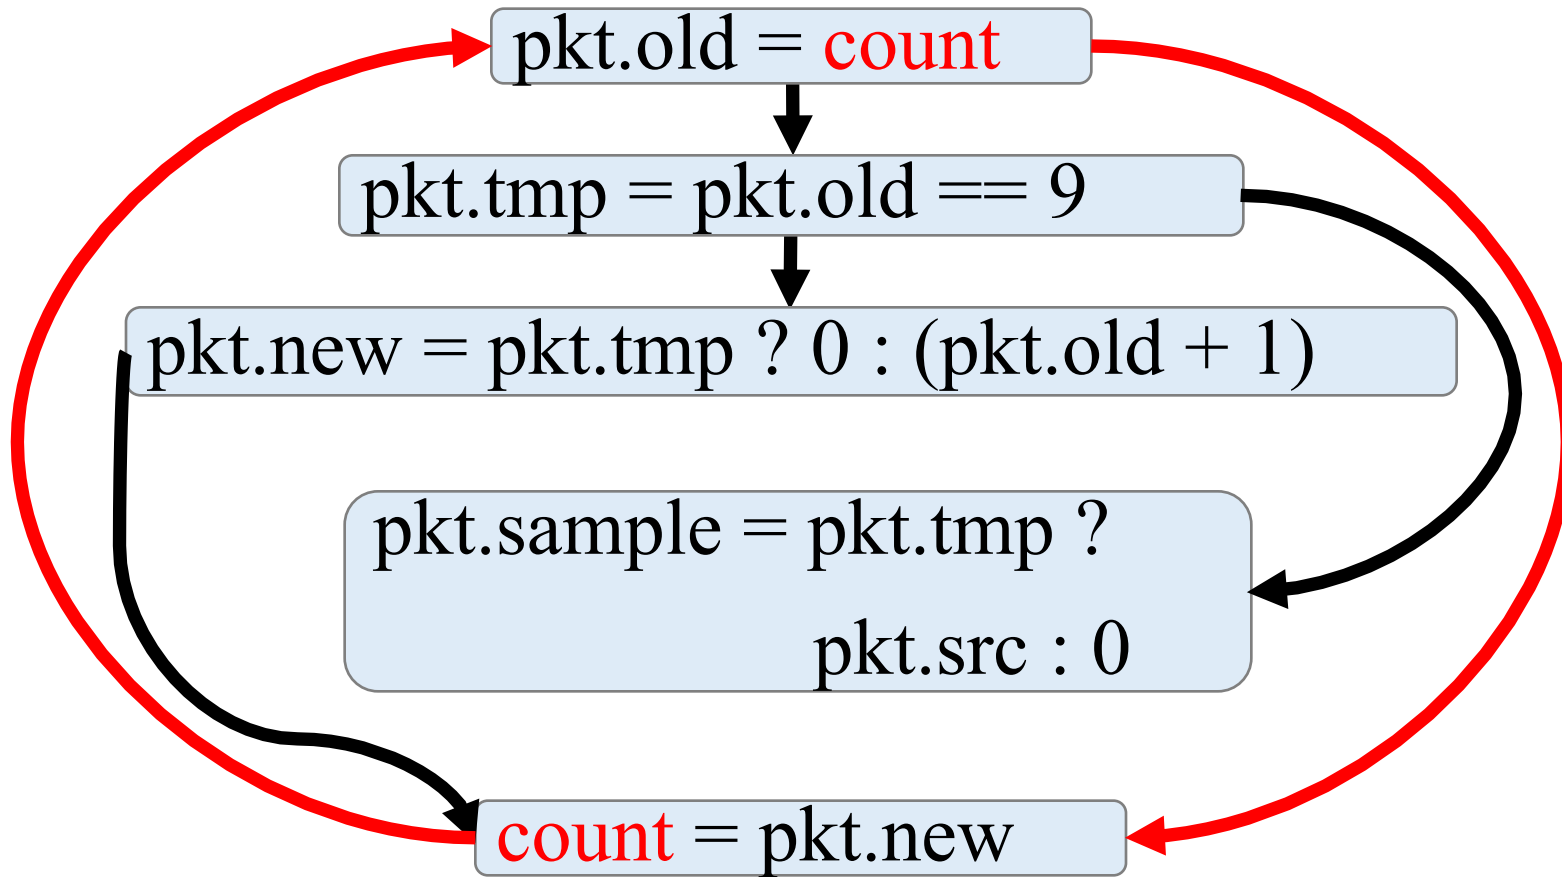 pkt.old = count
pkt.tmp = pkt.old == 9
pkt.new = pkt.tmp ? 0 : (pkt.old + 1)
pkt.sample = pkt.tmp ?
pkt.src : 0
count = pkt.new